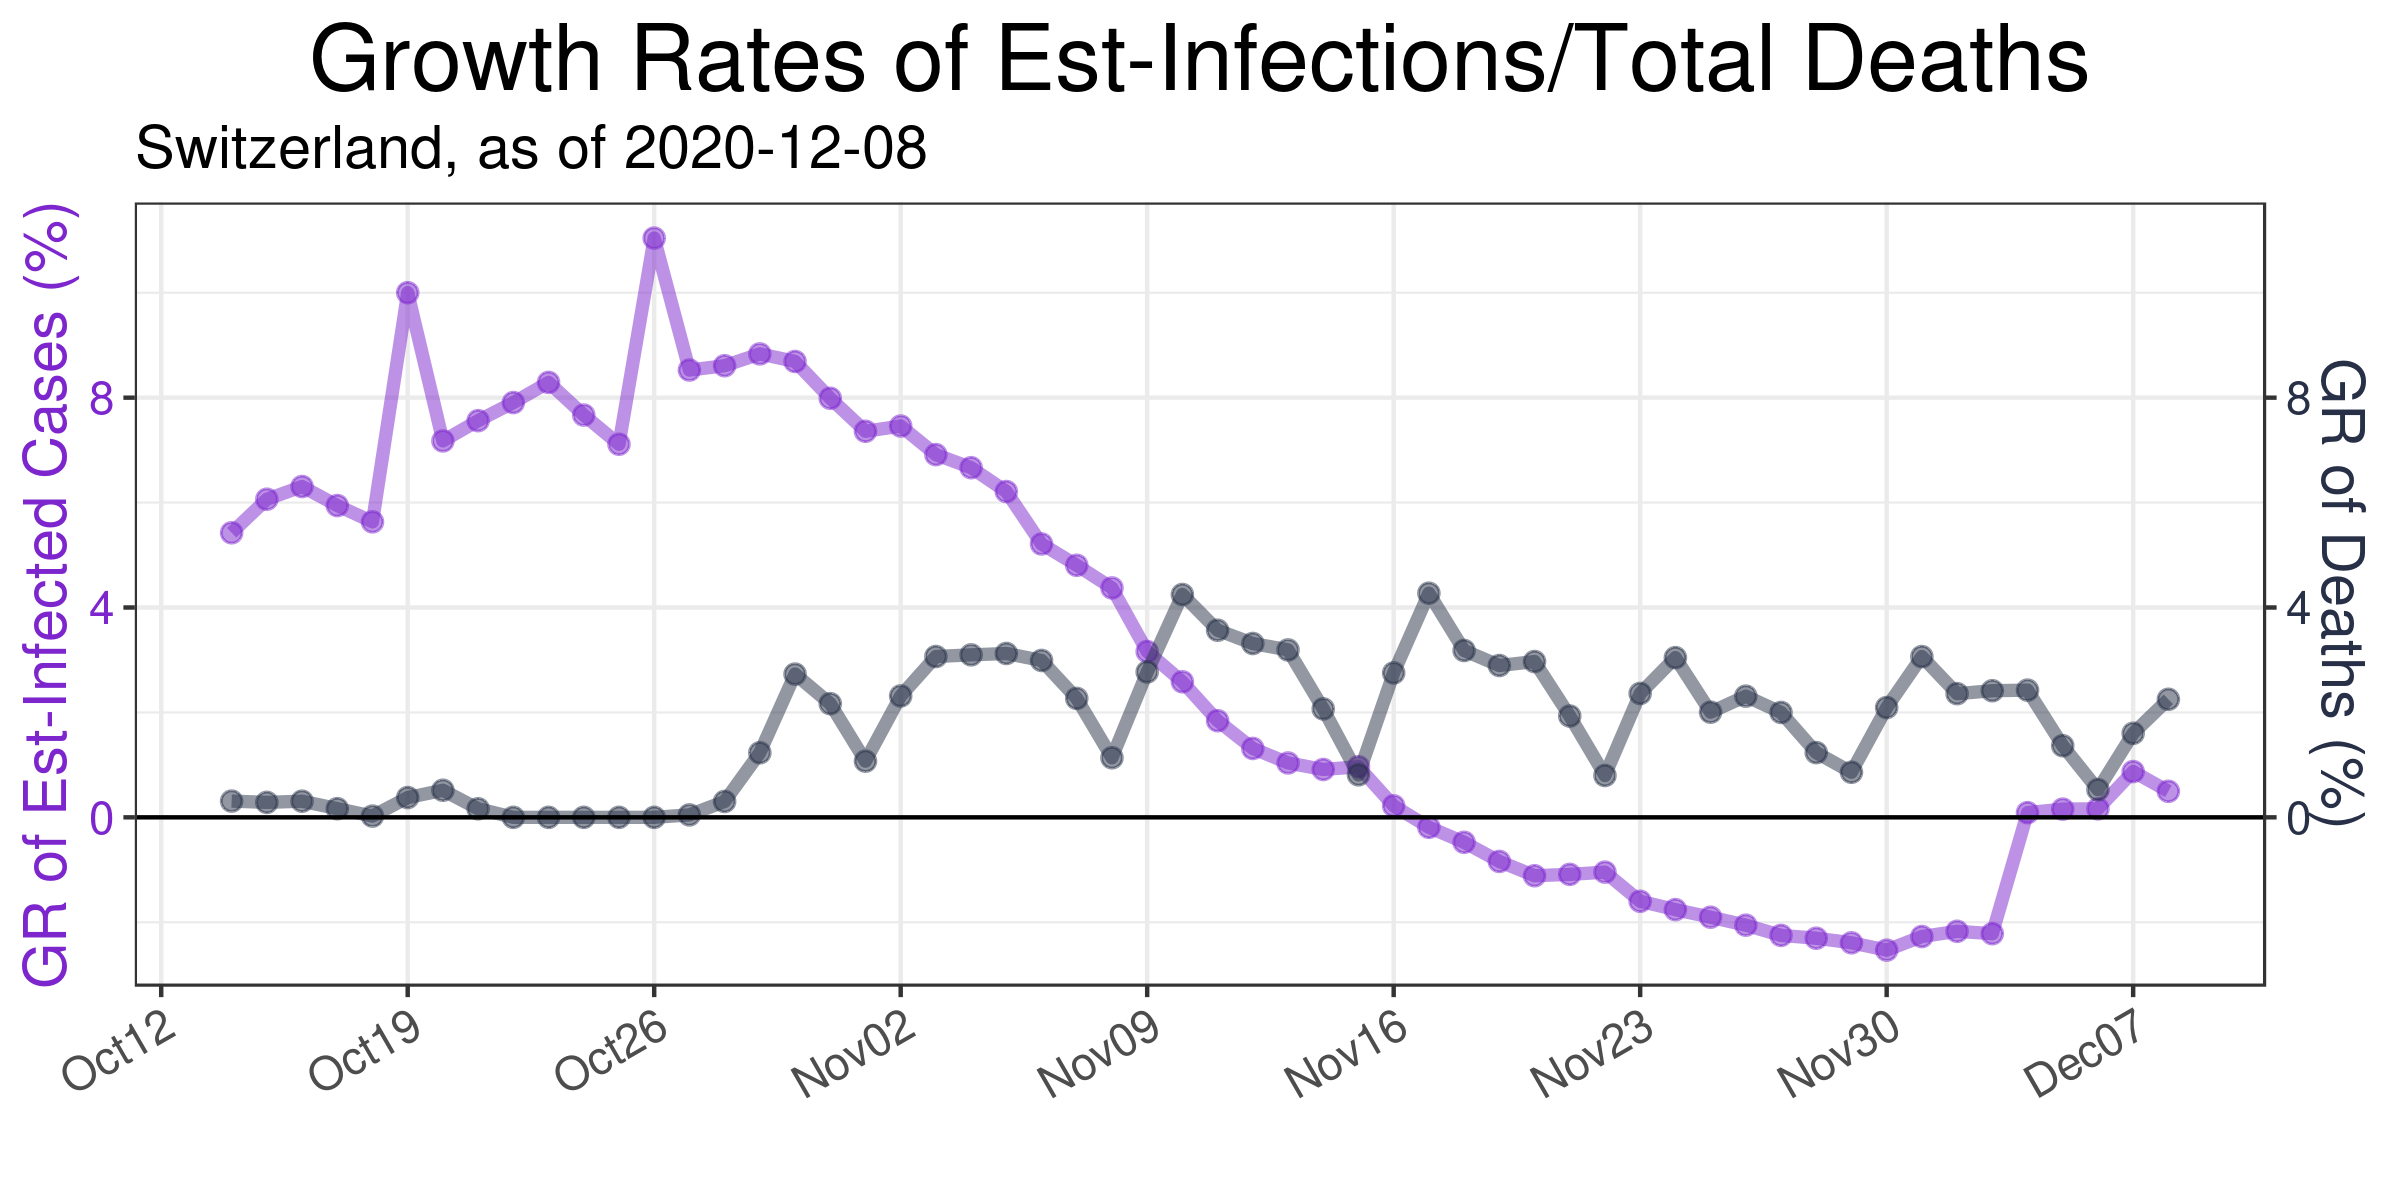 Growth Rates of Est-Infections/Total Deaths
Switzerland, as of 2020-12-08
GR of Est-Infected Cases (%)
8
4
0
8
4
0
GR of Deaths (%)
Oct12
Oct19
Oct26
Nov02
Nov09
Nov16
Nov23
Nov30
Dec07